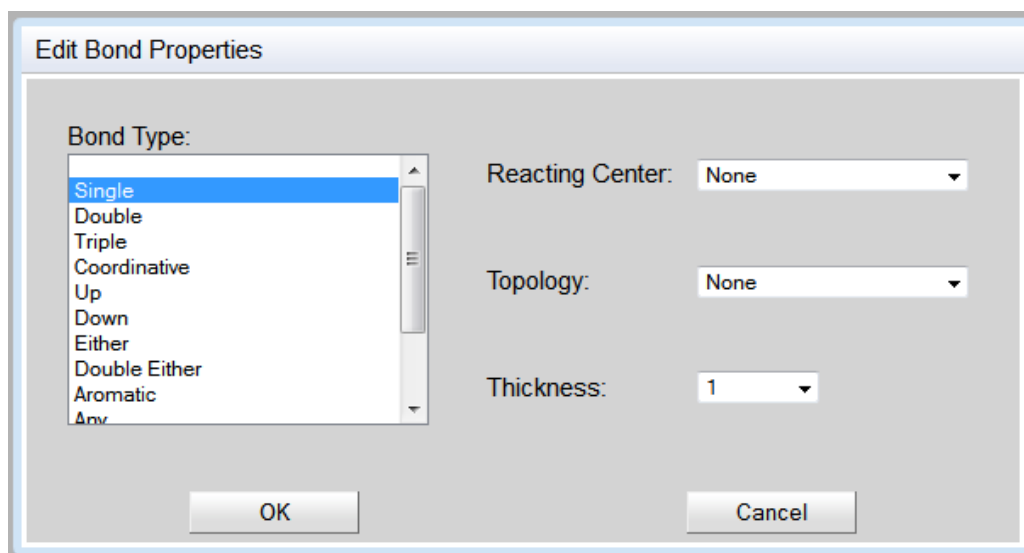 Edit Bond Properties
Bond Type:
Single
Double
Triple
Coordinative
Up
Down
Either
Double Either
Aromatic
Any
Reacting Center: None
Topology: None
Thickness: 1
OK
Cancel